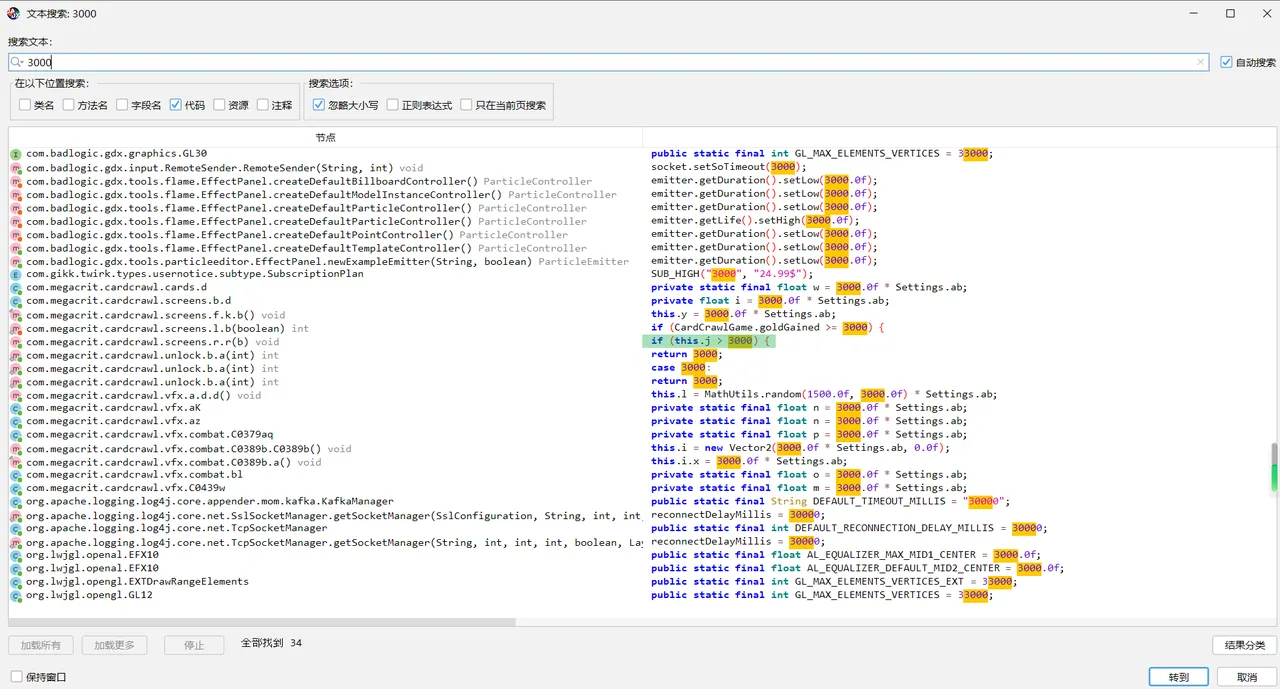 文本搜索: 3000
搜索文本:
3000
自动搜索
在以下位置搜索:
搜索选项:
类名 方法名 字段名 代码 资源 注释
忽略大小写 正则表达式 只在当前页搜索
节点
com.badlogic.gdx.graphics.GL30 public static final int GL_MAX_ELEMENTS_VERTICES = 33000;
com.badlogic.gdx.input.RemoteSender.RemoteSender(String, int) void socket.setSoTimeout(3000);
com.badlogic.gdx.tools.flame.EffectPanel.createDefaultBillboardController() ParticleController emitter.getDuration().setLow(3000.0f);
com.badlogic.gdx.tools.flame.EffectPanel.createDefaultModelInstanceController() ParticleController emitter.getDuration().setLow(3000.0f);
com.badlogic.gdx.tools.flame.EffectPanel.createDefaultParticleController() ParticleController emitter.getDuration().setLow(3000.0f);
com.badlogic.gdx.tools.flame.EffectPanel.createDefaultParticleController() ParticleController emitter.getLife().setHigh(3000.0f);
com.badlogic.gdx.tools.flame.EffectPanel.createDefaultPointController() ParticleController emitter.getDuration().setLow(3000.0f);
com.badlogic.gdx.tools.flame.EffectPanel.createDefaultTemplateController() ParticleController emitter.getDuration().setLow(3000.0f);
com.badlogic.gdx.tools.particleeditor.EffectPanel.newExampleEmitter(String, boolean) ParticleEmitter emitter.getDuration().setLow(3000.0f);
com.gikk.twirk.types.usernotice.subtype.SubscriptionPlan SUB_HIGH("3000", "24.99$");
com.megacrit.cardcrawl.cards.d private static final float w = 3000.0f * Settings.ab;
com.megacrit.cardcrawl.screens.b.d private float i = 3000.0f * Settings.ab;
com.megacrit.cardcrawl.screens.f.k.b() void this.y = 3000.0f * Settings.ab;
com.megacrit.cardcrawl.screens.l.b(boolean) int if (CardCrawlGame.goldGained >= 3000) {
com.megacrit.cardcrawl.screens.r.r(b) void if (this.j > 3000) {
com.megacrit.cardcrawl.unlock.b.a(int) int return 3000;
com.megacrit.cardcrawl.unlock.b.a(int) int case 3000:
com.megacrit.cardcrawl.unlock.b.a(int) int return 3000;
com.megacrit.cardcrawl.vfx.a.d.d() void this.l = MathUtils.random(1500.0f, 3000.0f) * Settings.ab;
com.megacrit.cardcrawl.vfx.aK private static final float n = 3000.0f * Settings.ab;
com.megacrit.cardcrawl.vfx.az private static final float n = 3000.0f * Settings.ab;
com.megacrit.cardcrawl.vfx.combat.C0379aq private static final float p = 3000.0f * Settings.ab;
com.megacrit.cardcrawl.vfx.combat.C0389b.C0389b() void this.i = new Vector2(3000.0f * Settings.ab, 0.0f);
com.megacrit.cardcrawl.vfx.combat.C0389b.a() void this.i.x = 3000.0f * Settings.ab;
com.megacrit.cardcrawl.vfx.combat.bl private static final float o = 3000.0f * Settings.ab;
com.megacrit.cardcrawl.vfx.C0439w private static final float m = 3000.0f * Settings.ab;
org.apache.logging.log4j.core.appender.mom.kafka.KafkaManager public static final String DEFAULT_TIMEOUT_MILLIS = "30000";
org.apache.logging.log4j.core.net.SslSocketManager.getSocketManager(SslConfiguration, String, int, int, reconnectDelayMillis = 30000;
org.apache.logging.log4j.core.net.TcpSocketManager public static final int DEFAULT_RECONNECTION_DELAY_MILLIS = 30000;
org.apache.logging.log4j.core.net.TcpSocketManager.getSocketManager(String, int, int, int, boolean, La reconnectDelayMillis = 30000;
org.lwjgl.openal.EFX10 public static final float AL_EQUALIZER_MAX_MID1_CENTER = 3000.0f;
org.lwjgl.openal.EFX10 public static final float AL_EQUALIZER_DEFAULT_MID2_CENTER = 3000.0f;
org.lwjgl.opengl.EXTDrawRangeElements public static final int GL_MAX_ELEMENTS_VERTICES_EXT = 33000;
org.lwjgl.opengl.GL12 public static final int GL_MAX_ELEMENTS_VERTICES = 33000;
加载所有 加载更多 停止 全部找到 34 结果分类
保持窗口 转到 取消